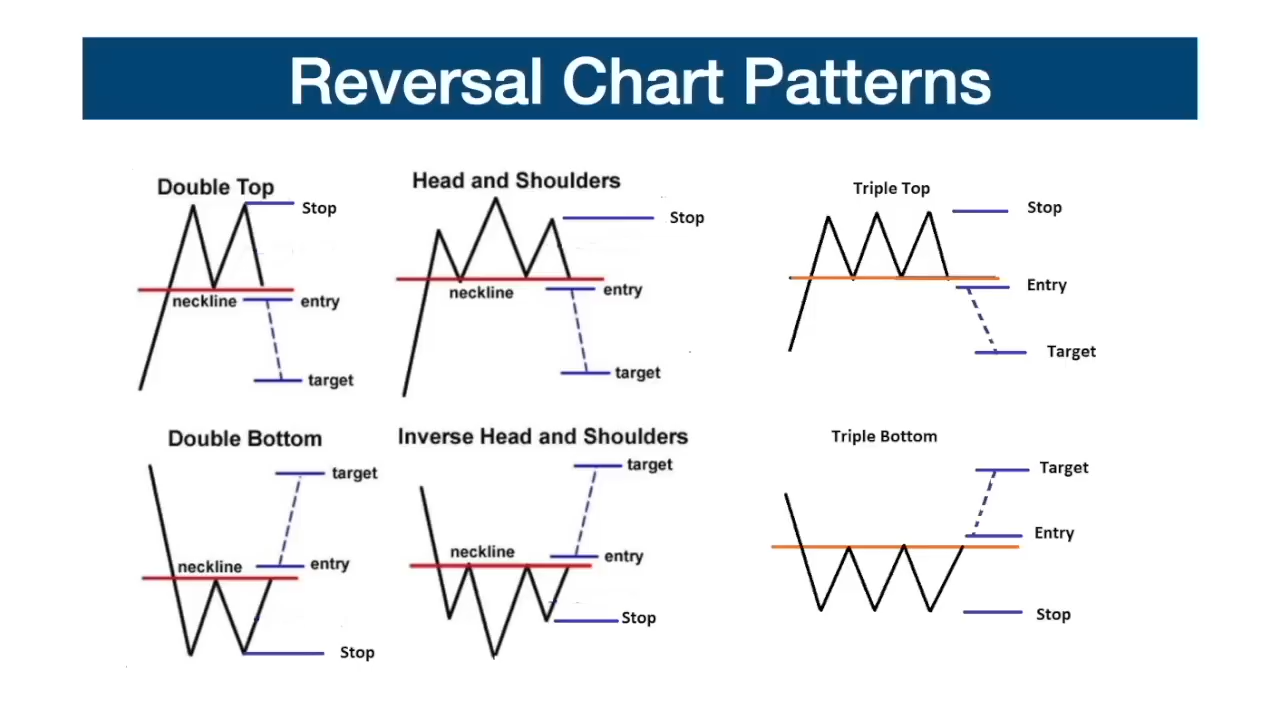 Reversal Chart Patterns
Double Top
Stop
neckline
entry
target
Head and Shoulders
Stop
neckline
entry
target
Triple Top
Stop
Entry
Target
Double Bottom
target
neckline
entry
Stop
Inverse Head and Shoulders
target
neckline
entry
Stop
Triple Bottom
Target
Entry
Stop